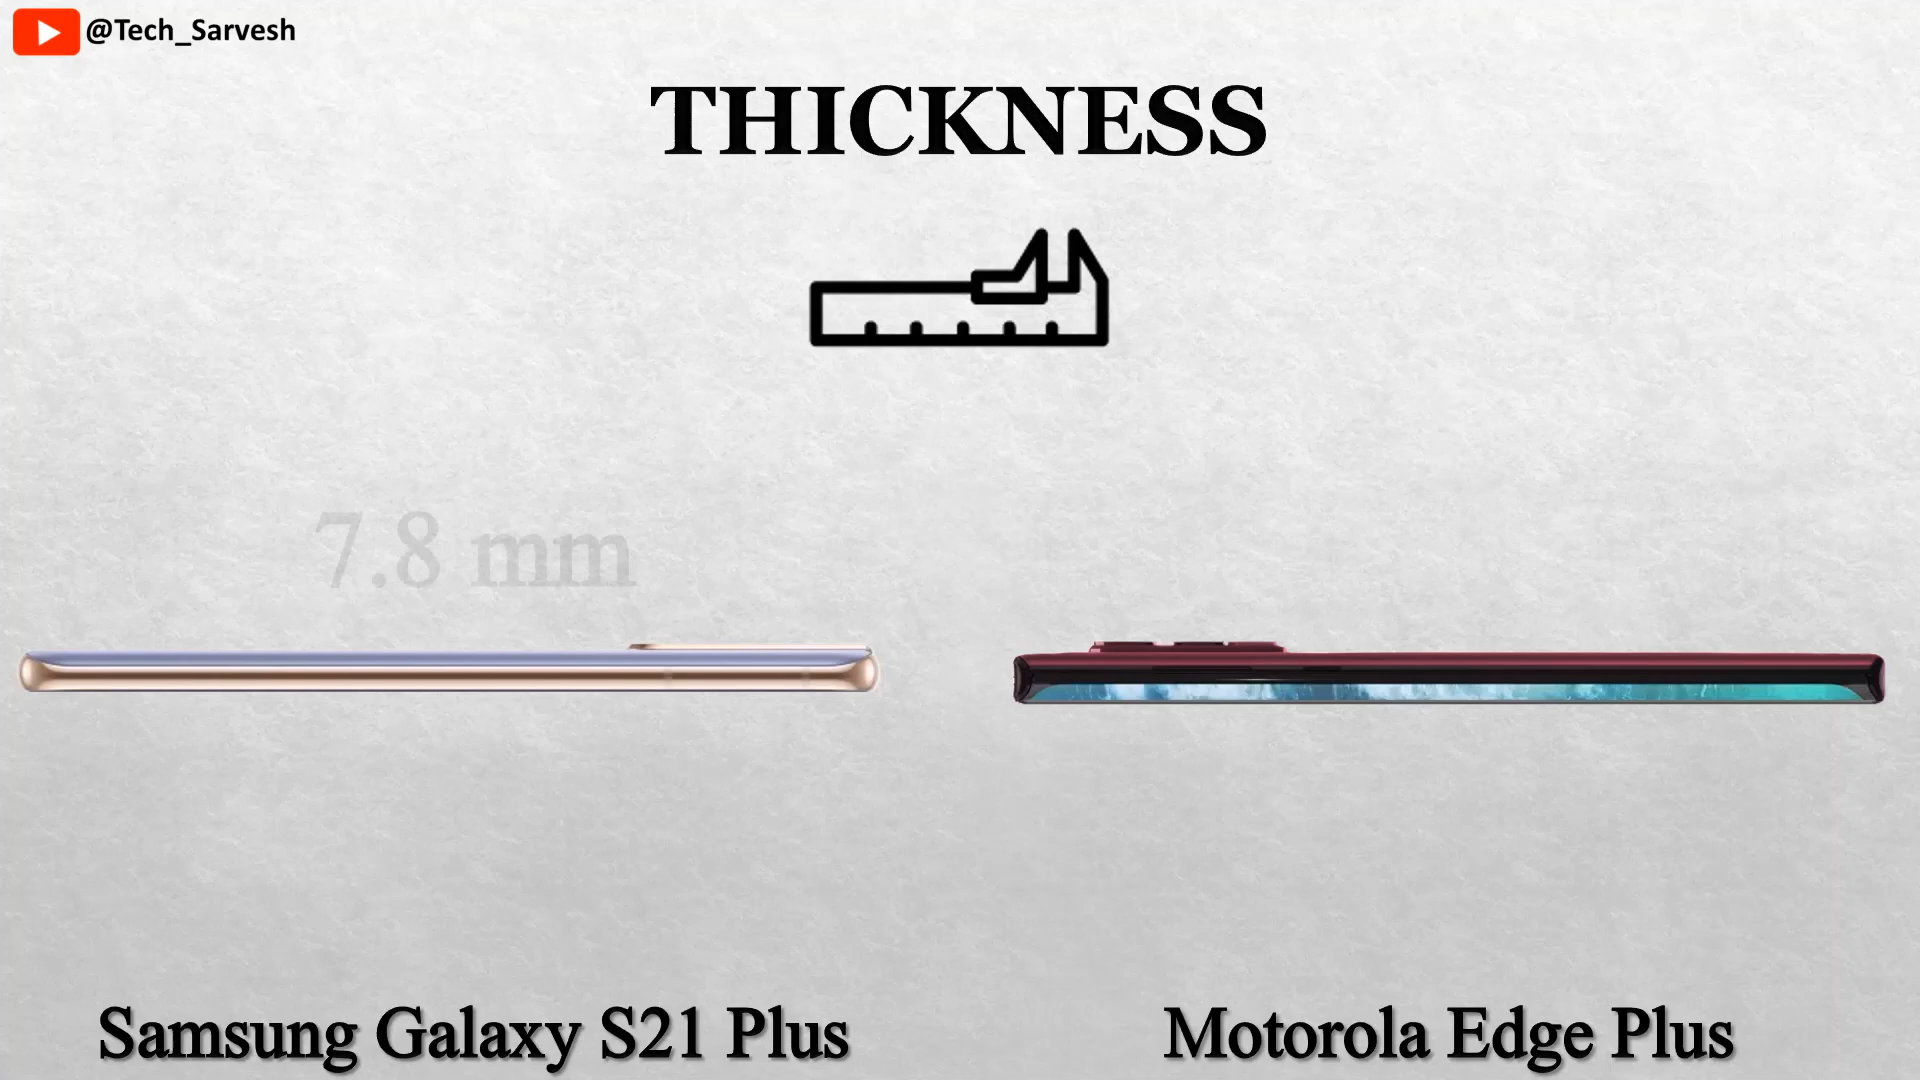 @Tech_Sarvesh
THICKNESS
7.8 mm
Samsung Galaxy S21 Plus
Motorola Edge Plus